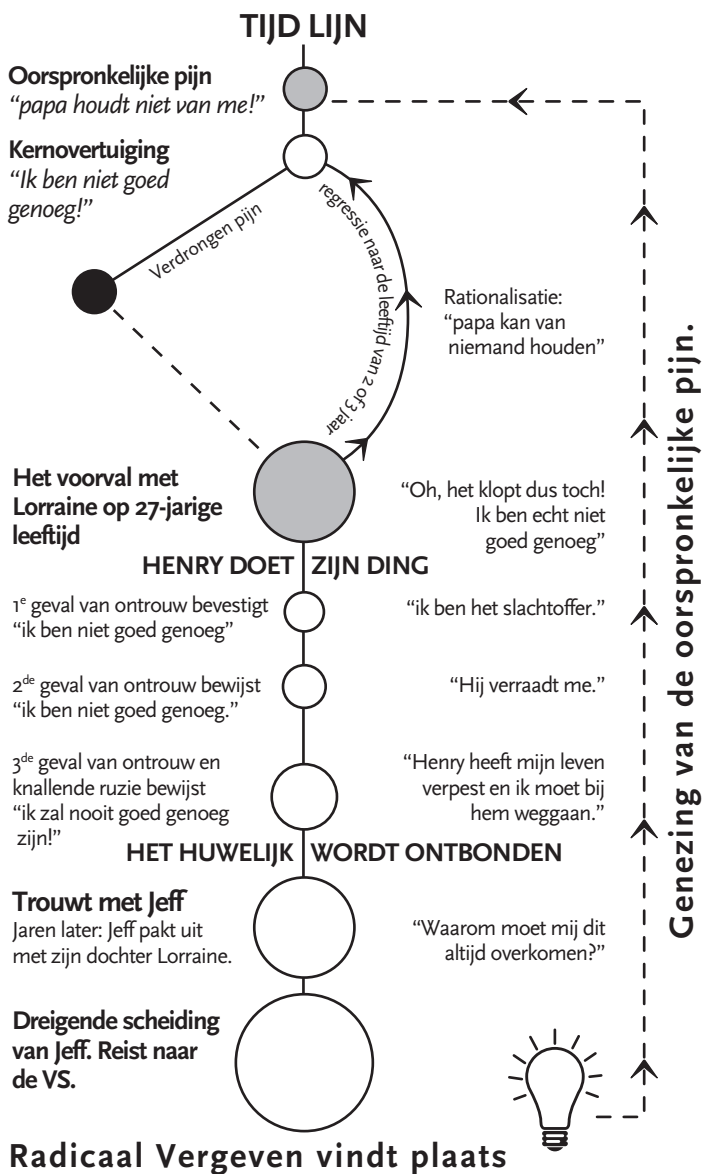 TIJD LIJN
Oorspronkelijke pijn
“papa houdt niet van me!”
Kernovertuiging
“Ik ben niet goed
genoeg!”
Verdrongen pijn
regressie naar de leeftijd van 2 of 3 jaar
Rationalisatie:
“papa kan van
niemand houden”
Het voorval met
Lorraine op 27-jarige
leeftijd
“Oh, het klopt dus toch!
Ik ben echt niet
goed genoeg”
HENRY DOET ZIJN DING
1e geval van ontrouw bevestigt
“ik ben niet goed genoeg”
“ik ben het slachtoffer.”
2de geval van ontrouw bewijst
“ik ben niet goed genoeg.”
“Hij verraadt me.”
3de geval van ontrouw en
knallende ruzie bewijst
“ik zal nooit goed genoeg
zijn!”
“Henry heeft mijn leven
verpest en ik moet bij
hem weggaan.”
HET HUWELIJK WORDT ONTBONDEN
Trouwt met Jeff
Jaren later: Jeff pakt uit
met zijn dochter Lorraine.
“Waarom moet mij dit
altijd overkomen?”
Dreigende scheiding
van Jeff. Reist naar
de VS.
Genezing van de oorspronkelijke pijn.
Radicaal Vergeven vindt plaats